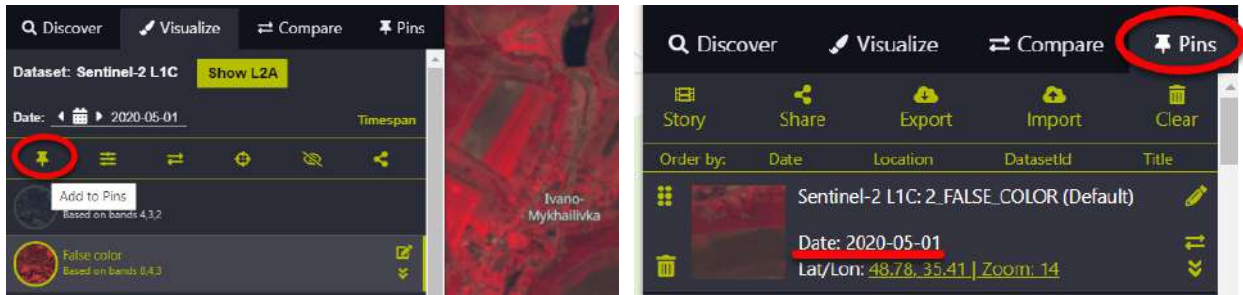 Discover Visualize Compare Pins
Dataset: Sentinel-2 L1C Show L2A
Date: 2020-05-01 Timespan
Add to Pins
Based on bands 4,3,2
False color
Based on bands 8,4,3
Ivano-
Mykhailivka
Discover Visualize Compare Pins
Story Share Export Import Clear
Order by: Date Location DatasetId Title
Sentinel-2 L1C: 2_FALSE_COLOR (Default)
Date: 2020-05-01
Lat/Lon: 48.78, 35.41 | Zoom: 14